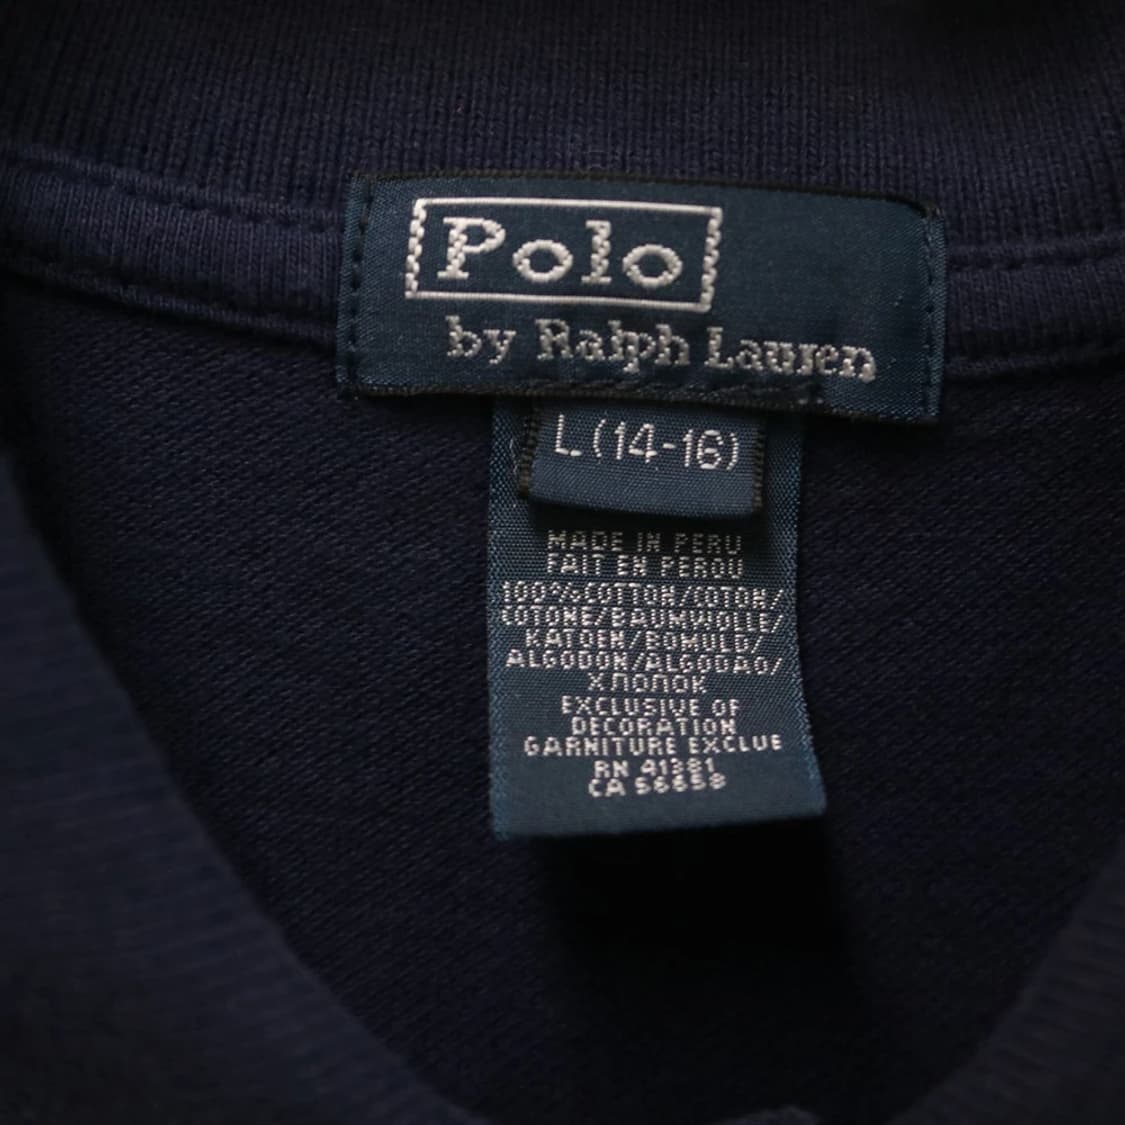 Polo
by Ralph Lauren
L (14-16)
MADE IN PERU
FAIT EN PEROU
100%COTTON/COTON/
COTONE/BAUMWOLLE/
KATOEN/BOMULD/
ALGODON/ALGODAO/
ХЛОПОК
EXCLUSIVE OF
DECORATION
GARNITURE EXCLUE
RN 41381
CA 56658